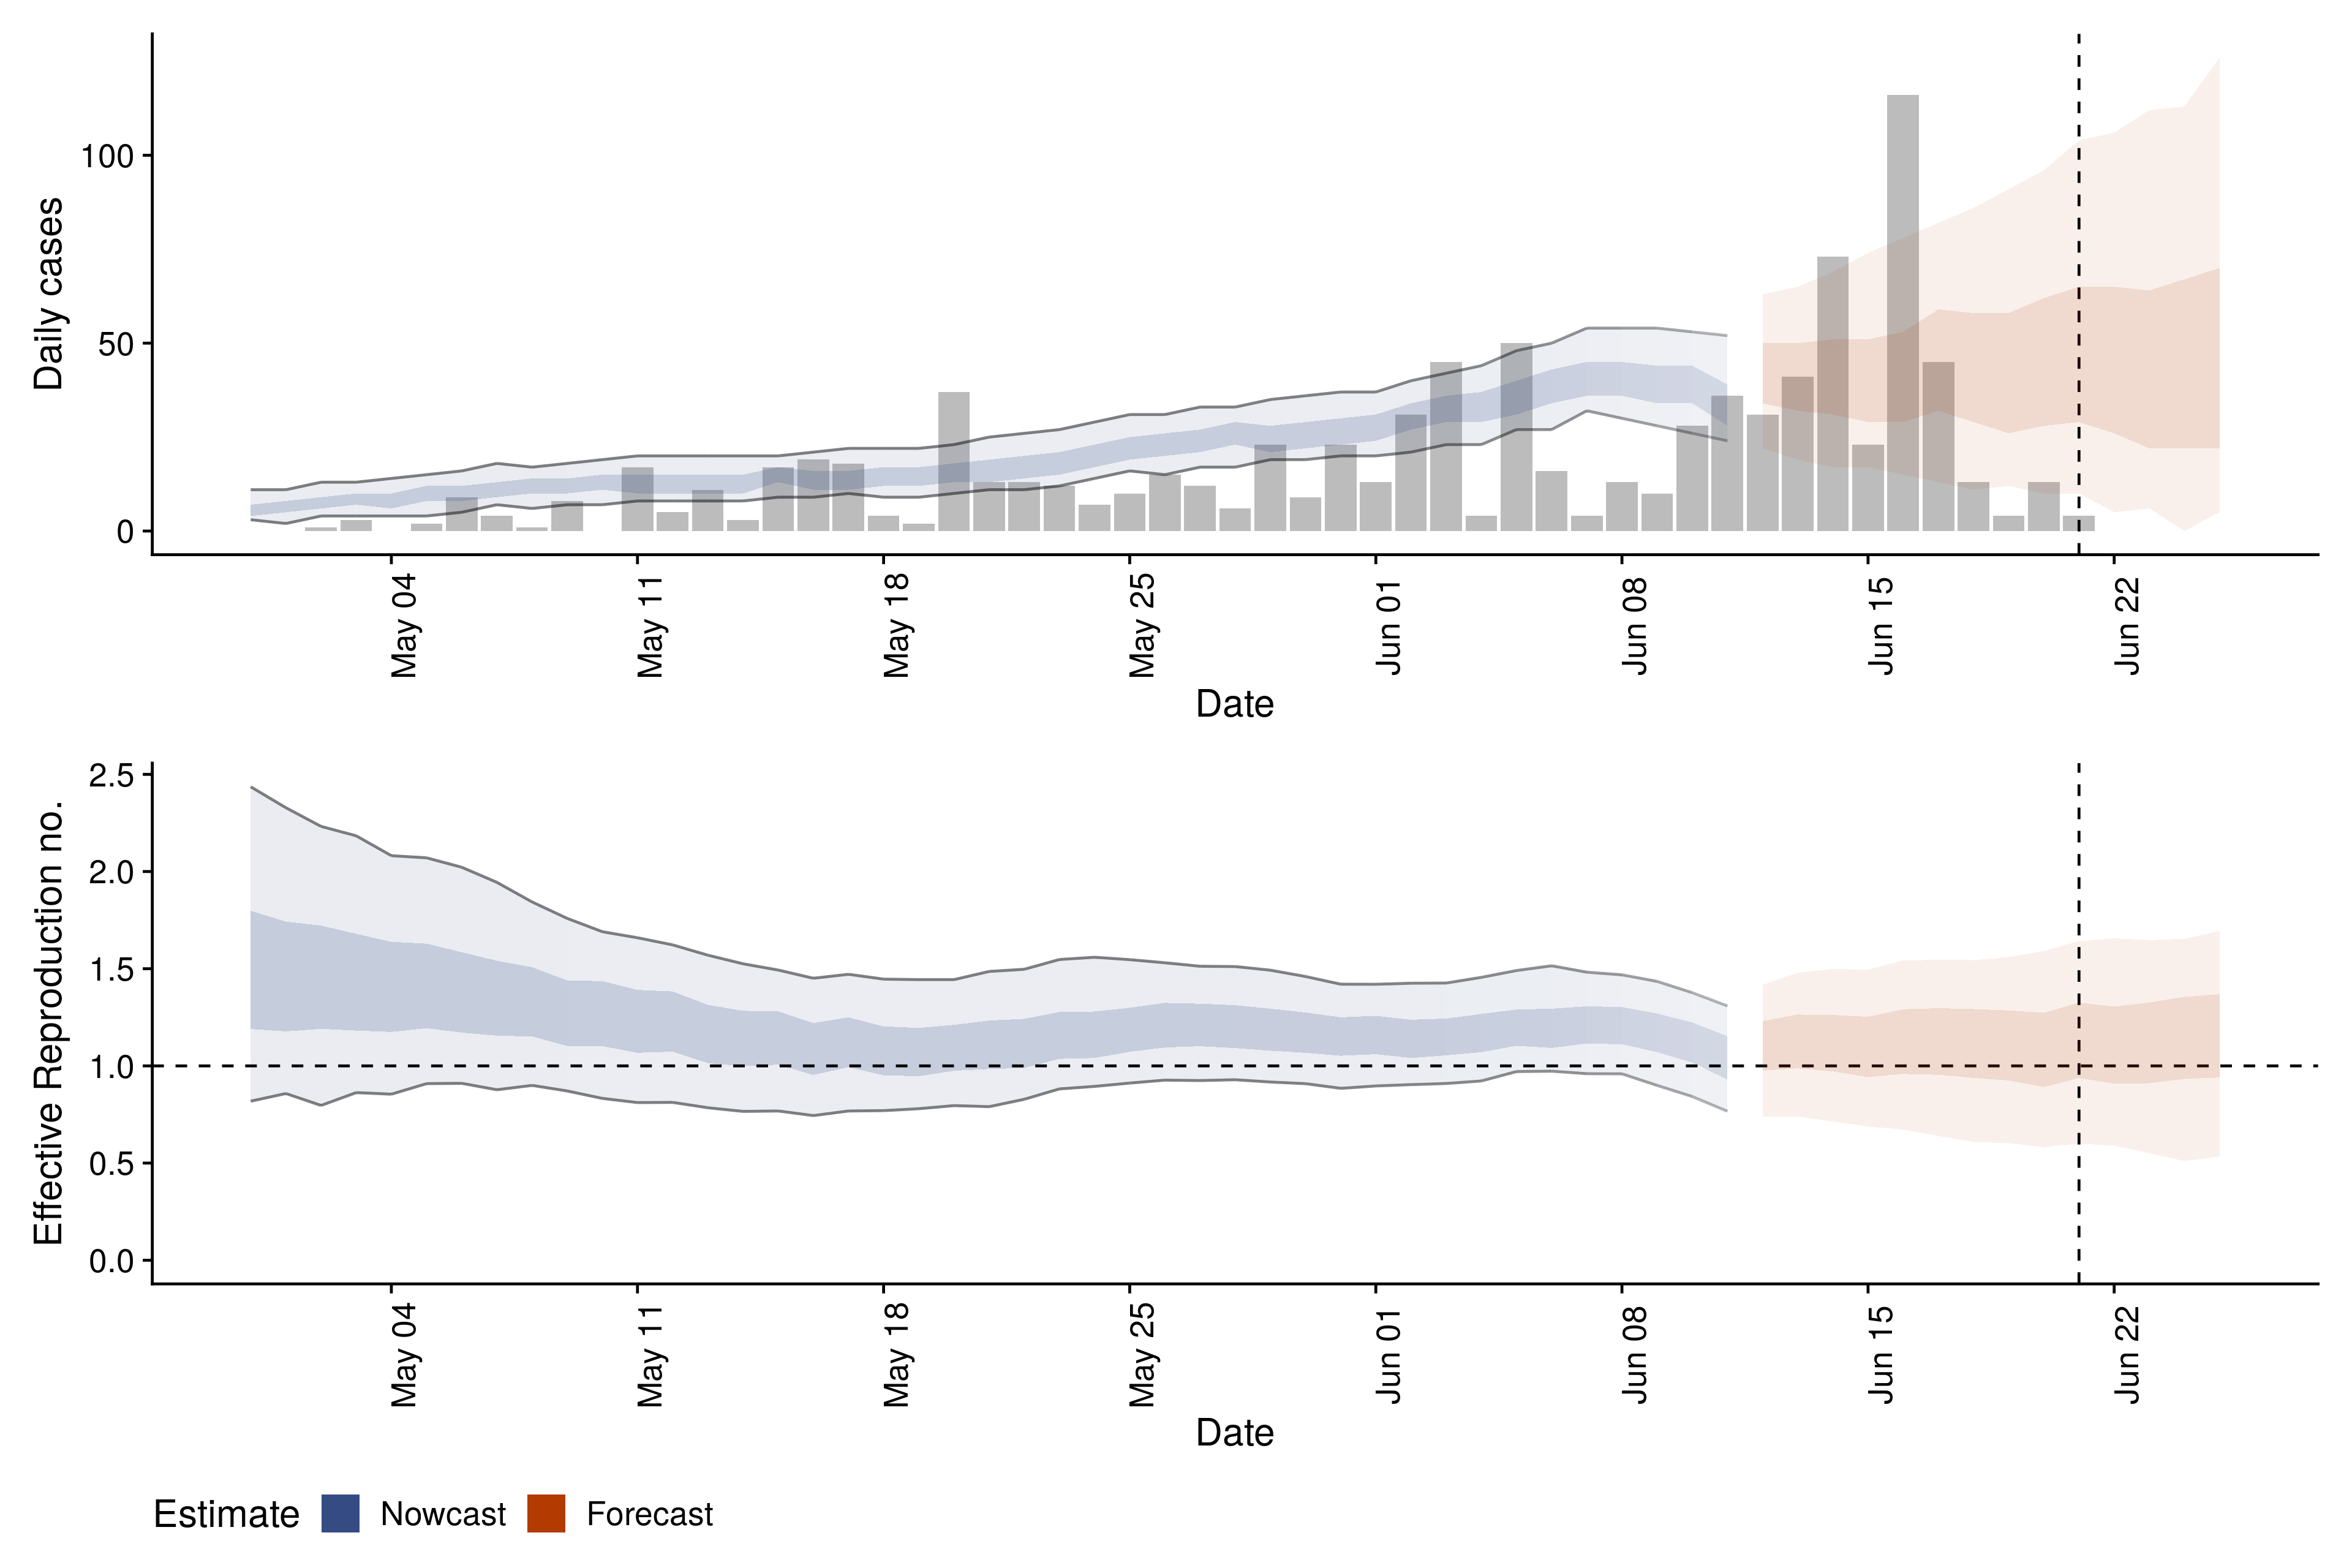 Daily cases
100
50
0
May 04
May 11
May 18
May 25
Jun 01
Jun 08
Jun 15
Jun 22
Date
Effective Reproduction no.
2.5
2.0
1.5
1.0
0.5
0.0
May 04
May 11
May 18
May 25
Jun 01
Jun 08
Jun 15
Jun 22
Date
Estimate Nowcast Forecast